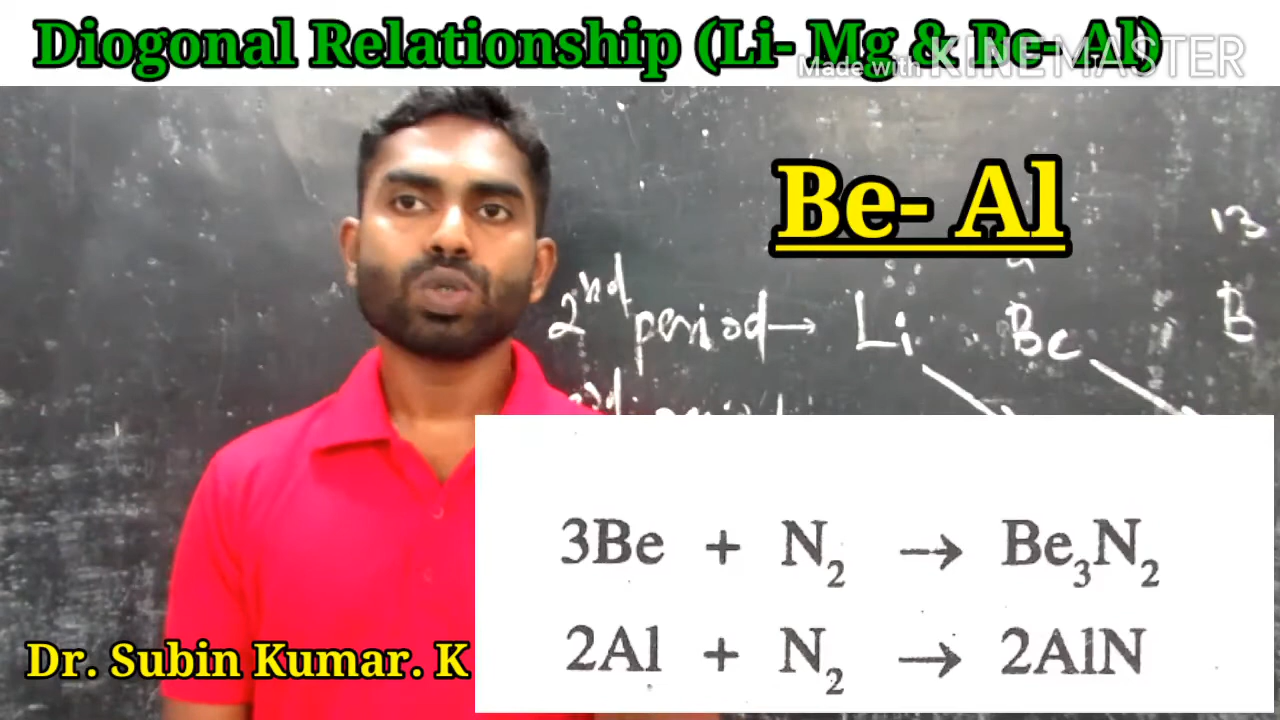 Diogonal Relationship (Li- Mg & Be- Al)
Made with KINEMASTER
Be- Al
13
2nd period → Li Be B
3Be + N₂ → Be₃N₂
2Al + N₂ → 2AlN
Dr. Subin Kumar. K